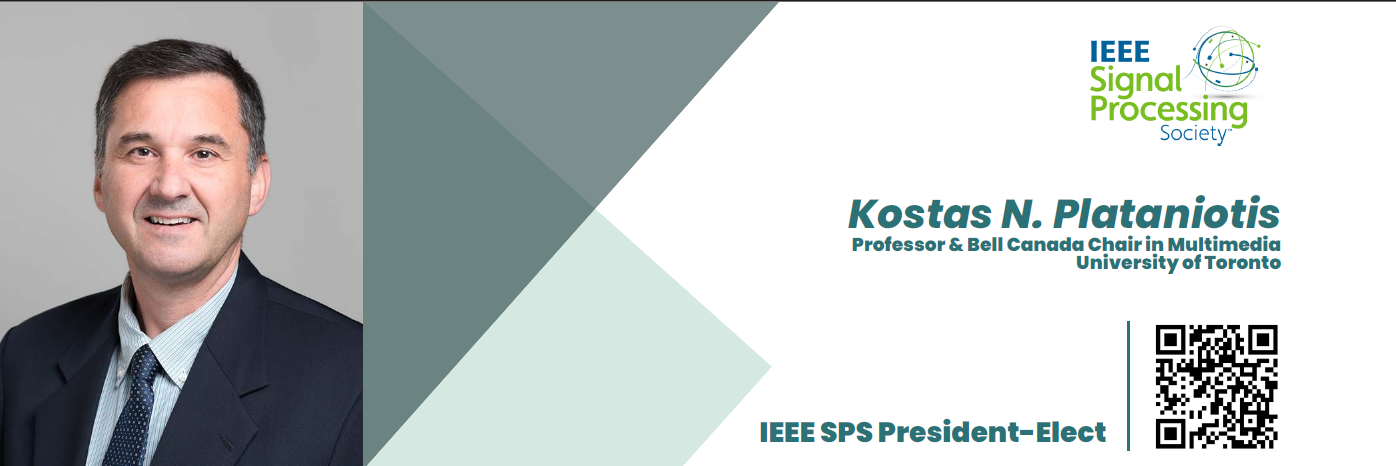 IEEE
Signal
Processing
Society™
Kostas N. Plataniotis
Professor & Bell Canada Chair in Multimedia
University of Toronto
IEEE SPS President-Elect